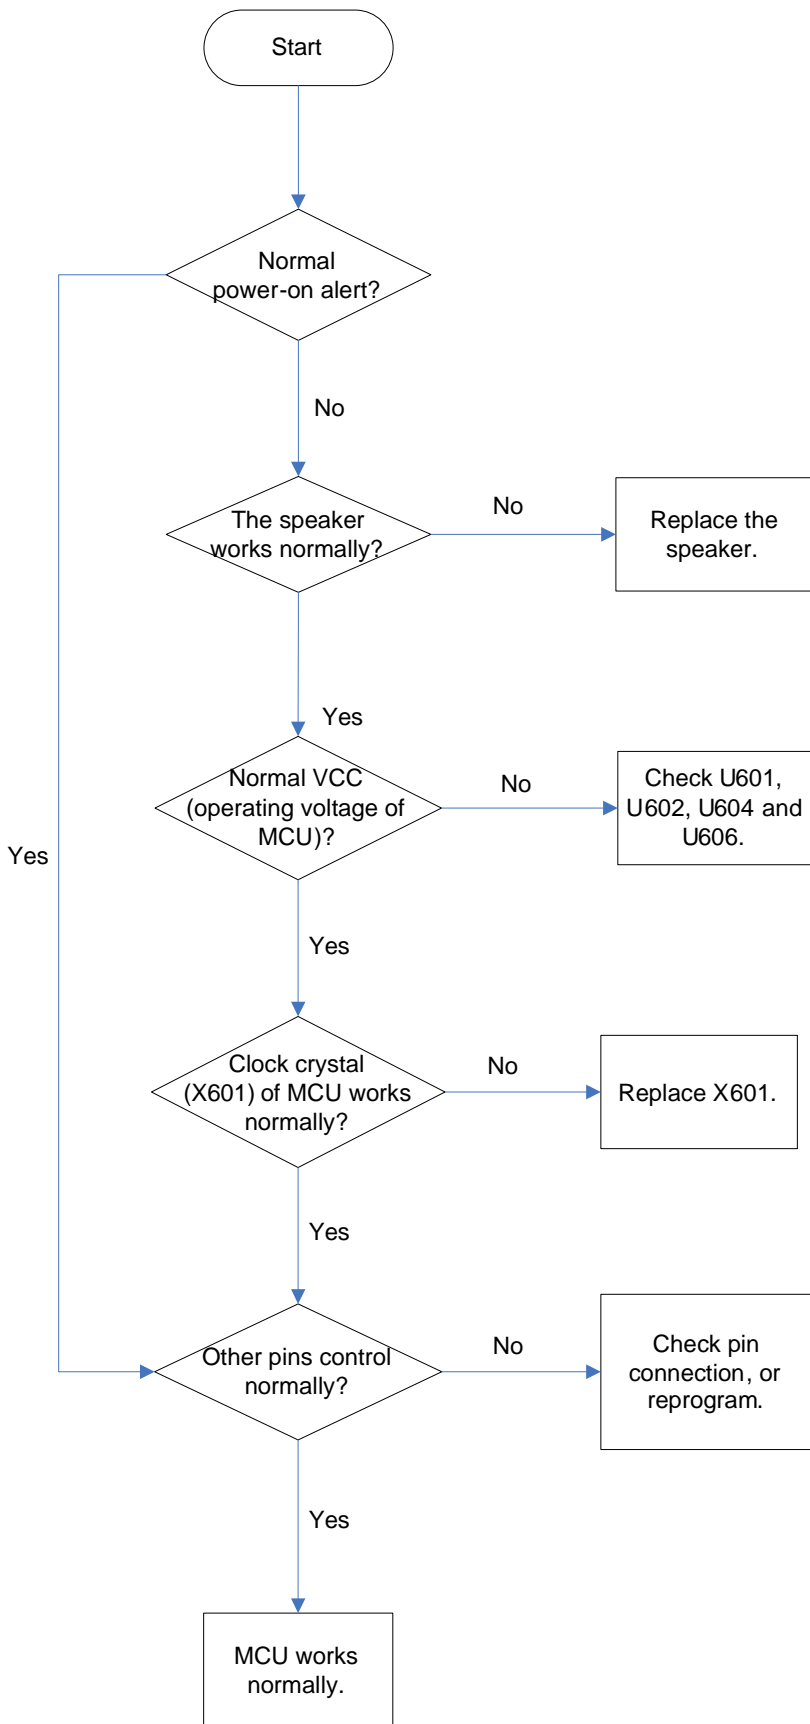 Start
Normal
power-on alert?
No
The speaker
works normally?
No
Replace the
speaker.
Yes
Normal VCC
(operating voltage of
MCU)?
No
Check U601,
U602, U604 and
U606.
Yes
Yes
Clock crystal
(X601) of MCU works
normally?
No
Replace X601.
Yes
Other pins control
normally?
No
Check pin
connection, or
reprogram.
Yes
MCU works
normally.